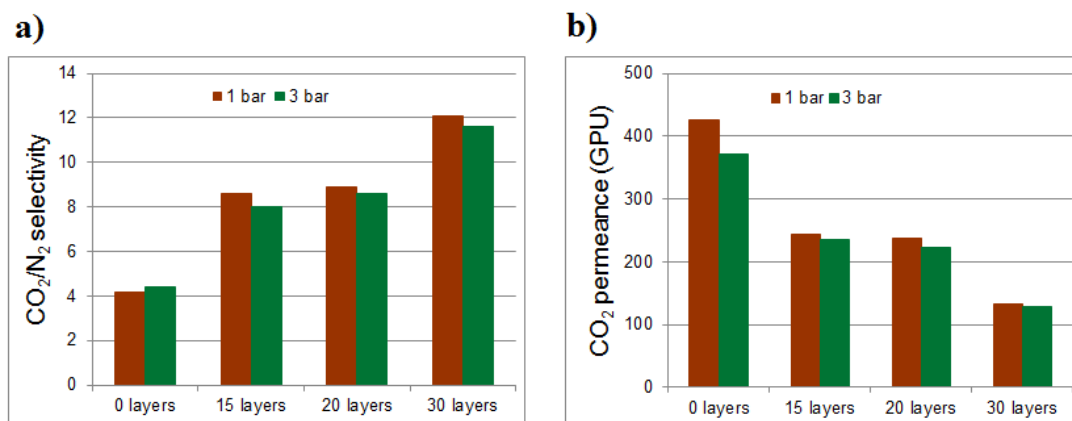 a)
14
12
10
8
6
4
2
0
CO₂/N₂ selectivity
1 bar 3 bar
0 layers 15 layers 20 layers 30 layers
b)
500
400
300
200
100
0
CO₂ permeance (GPU)
1 bar 3 bar
0 layers 15 layers 20 layers 30 layers